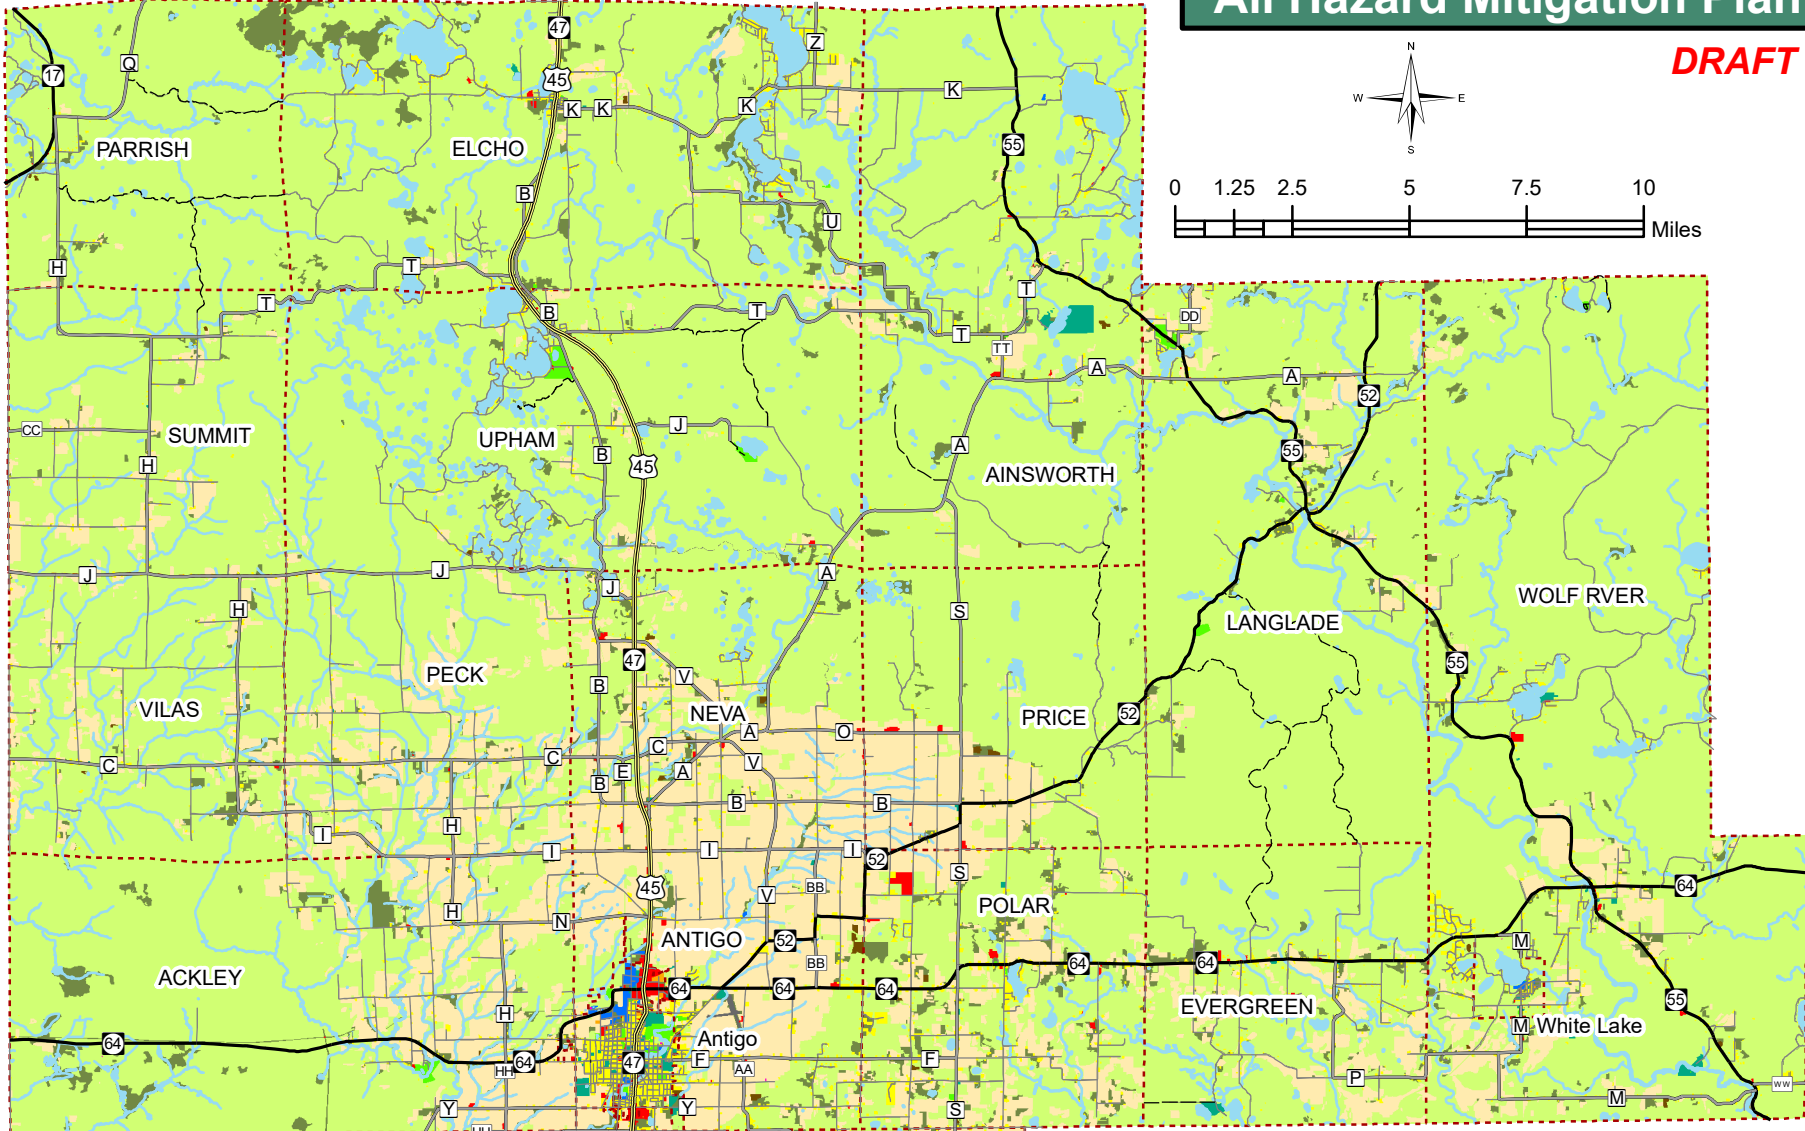 All Hazard Mitigation Plan
DRAFT
N
W E
S
0 1.25 2.5 5 7.5 10
Miles
47
Z
17
Q
45
K K K K
55
PARRISH
ELCHO
B
U
H
T
T
T
B
T
T
DD
TT
A
A
52
CC
SUMMIT
UPHAM
J
B
H
45
A
AINSWORTH
55
J
J
J
A
H
S
WOLF RVER
LANGLADE
47
V
PECK
B
55
VILAS
NEVA
A
O
PRICE
52
C
C
C
V
E
A
B
B
B
H
I
I
I
I
52
45
V
BB
S
64
H
N
POLAR
ANTIGO
52
M
BB
64
64
ACKLEY
64
64
64
H
EVERGREEN
55
64
Antigo
M
White Lake
64
47
F
F
HH
AA
P
WW
Y
Y
S
M